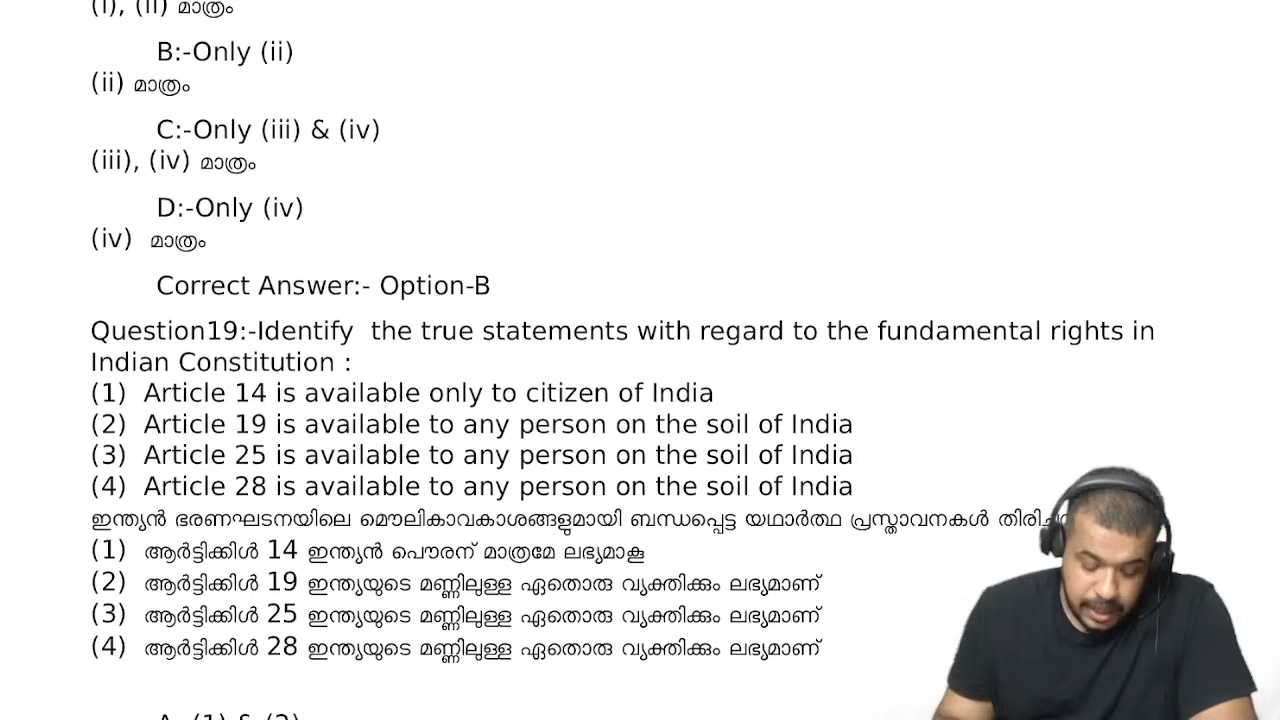 (i), (ii) മാത്രം
B:-Only (ii)
(ii) മാത്രം
C:-Only (iii) & (iv)
(iii), (iv) മാത്രം
D:-Only (iv)
(iv) മാത്രം
Correct Answer:- Option-B
Question19:-Identify the true statements with regard to the fundamental rights in
Indian Constitution :
(1) Article 14 is available only to citizen of India
(2) Article 19 is available to any person on the soil of India
(3) Article 25 is available to any person on the soil of India
(4) Article 28 is available to any person on the soil of India
ഇന്ത്യൻ ഭരണഘടനയിലെ മൌലികാവകാശങ്ങളുമായി ബന്ധപ്പെട്ട യഥാർത്ഥ പ്രസ്താവനകൾ
(1) ആർട്ടിക്കിൾ 14 ഇന്ത്യൻ പൌരന് മാത്രമേ ലഭ്യമാകൂ
(2) ആർട്ടിക്കിൾ 19 ഇന്ത്യയുടെ മണ്ണിലുള്ള ഏതൊരു വ്യക്തിക്കും ലഭ്യമാണ്
(3) ആർട്ടിക്കിൾ 25 ഇന്ത്യയുടെ മണ്ണിലുള്ള ഏതൊരു വ്യക്തിക്കും ലഭ്യമാണ്
(4) ആർട്ടിക്കിൾ 28 ഇന്ത്യയുടെ മണ്ണിലുള്ള ഏതൊരു വ്യക്തിക്കും ലഭ്യമാണ്